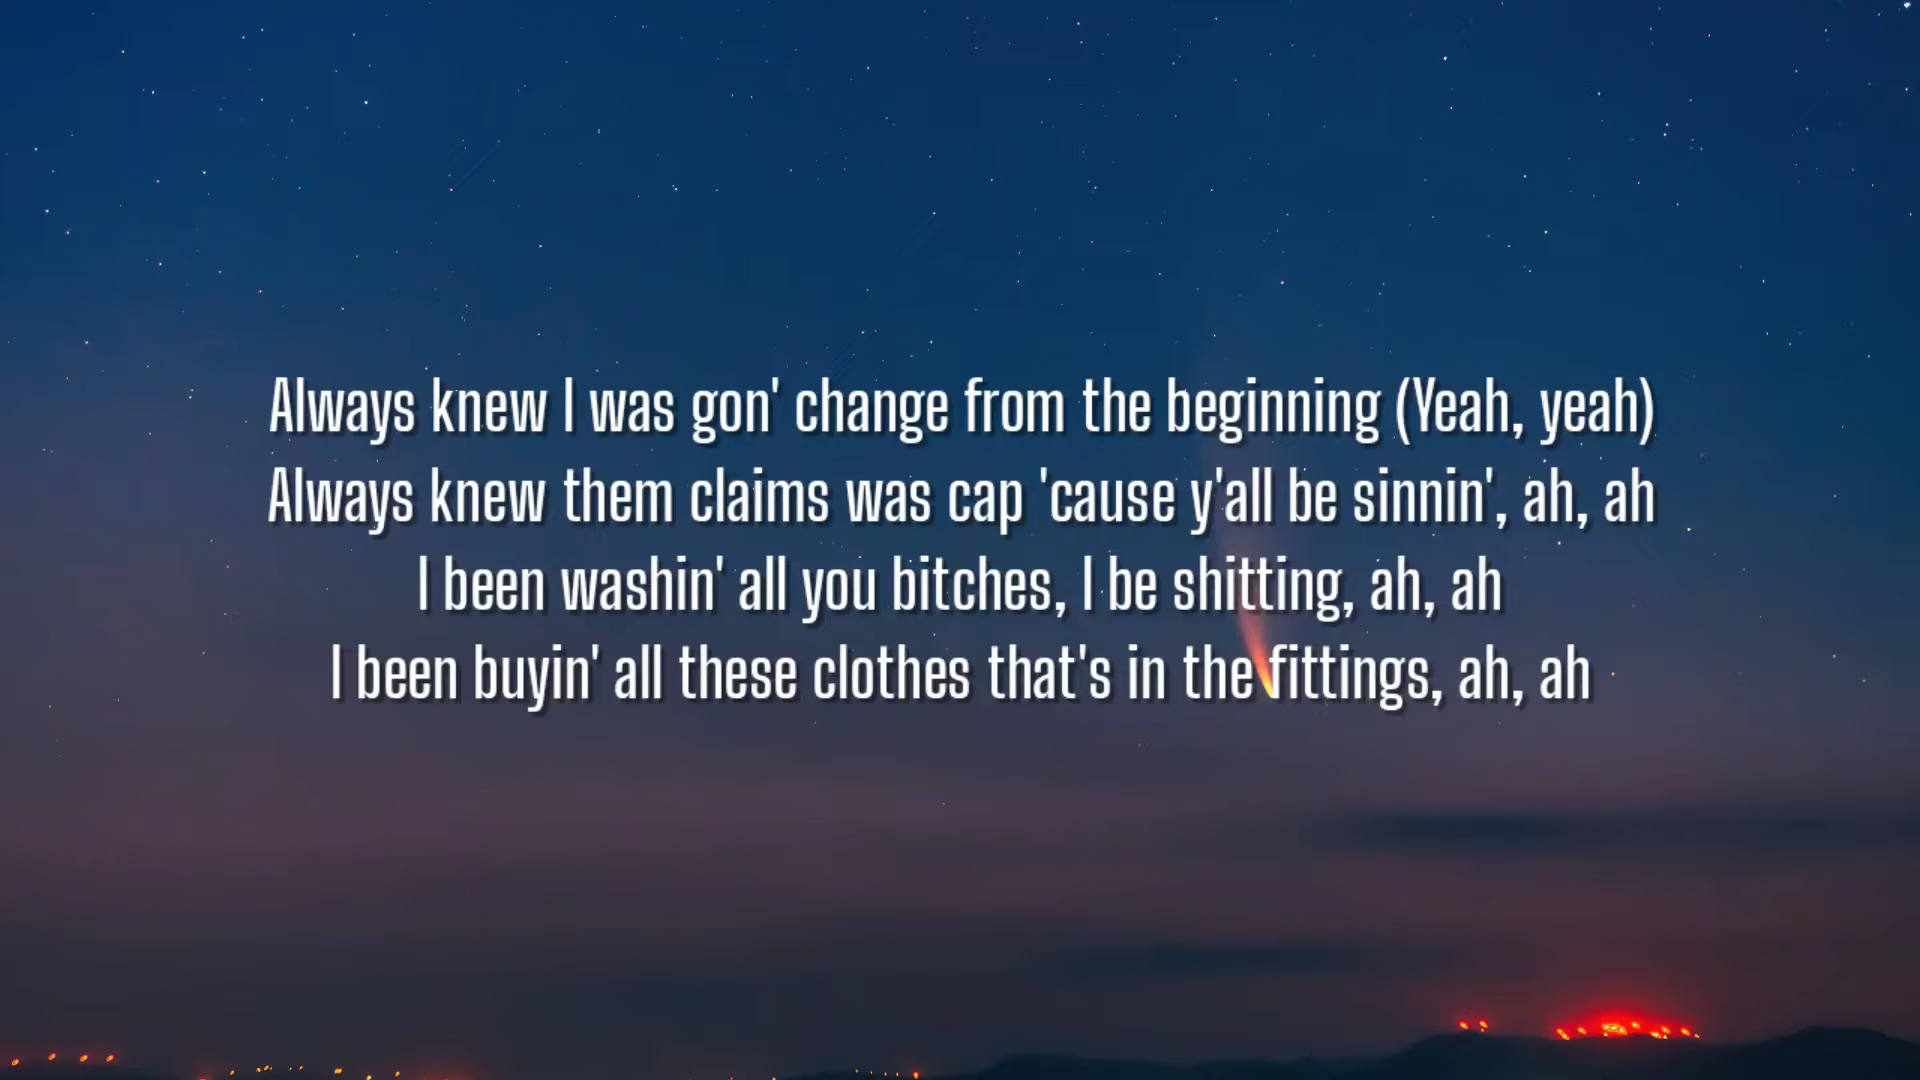 Always knew I was gon' change from the beginning (Yeah, yeah)
Always knew them claims was cap 'cause y'all be sinnin', ah, ah
I been washin' all you bitches, I be shitting, ah, ah
I been buyin' all these clothes that's in the fittings, ah, ah